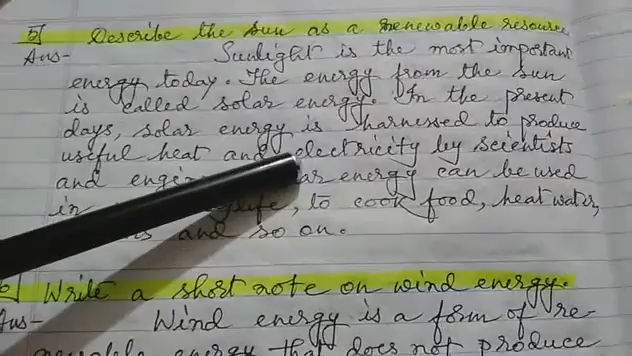 5) Describe the sun as a renewable resource
Ans- Sunlight is the most important
energy today. The energy from the sun
is called solar energy. In the present
days, solar energy is harnessed to produce
useful heat and electricity by scientists
and energy can be used
in life, to cook food, heat water,
and so on.
Write a short note on wind energy.
Ans- Wind energy is a form of re-
newable energy that does not produce